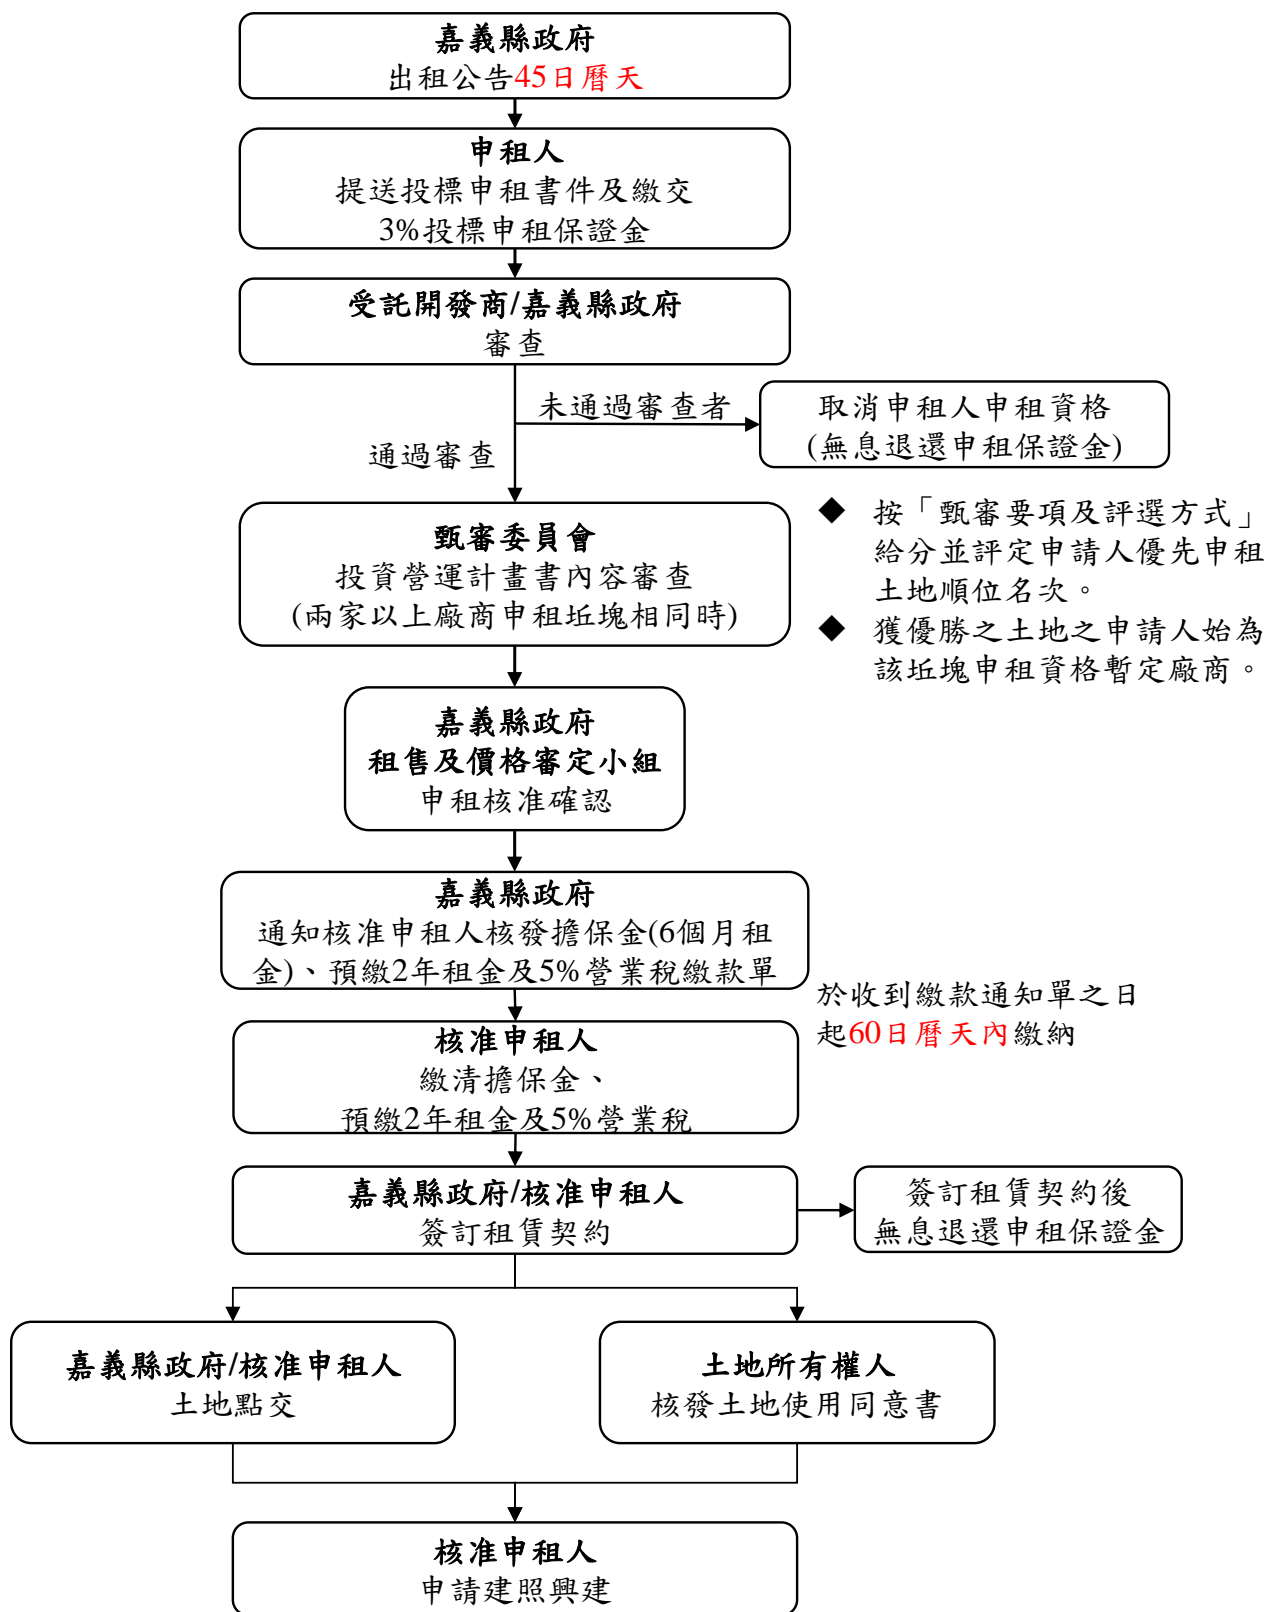 嘉義縣政府
出租公告45日曆天
申租人
提送投標申租書件及繳交
3%投標申租保證金
受託開發商/嘉義縣政府
審查
未通過審查者
取消申租人申租資格
(無息退還申租保證金)
通過審查
甄審委員會
投資營運計畫書內容審查
(兩家以上廠商申租坵塊相同時)
◆ 按「甄審要項及評選方式」
給分並評定申請人優先申租
土地順位名次。
◆ 獲優勝之土地之申請人始為
該坵塊申租資格暫定廠商。
嘉義縣政府
租售及價格審定小組
申租核准確認
嘉義縣政府
通知核准申租人核發擔保金(6個月租
金)、預繳2年租金及5%營業稅繳款單
於收到繳款通知單之日
起60日曆天內繳納
核准申租人
繳清擔保金、
預繳2年租金及5%營業稅
嘉義縣政府/核准申租人
簽訂租賃契約
簽訂租賃契約後
無息退還申租保證金
嘉義縣政府/核准申租人
土地點交
土地所有權人
核發土地使用同意書
核准申租人
申請建照興建